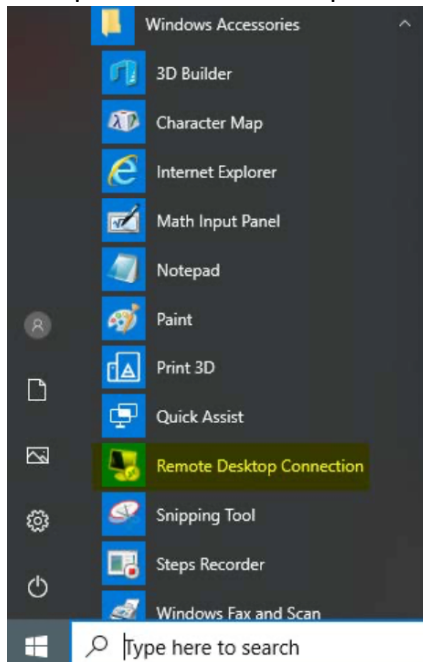 Windows Accessories
3D Builder
Character Map
Internet Explorer
Math Input Panel
Notepad
Paint
Print 3D
Quick Assist
Remote Desktop Connection
Snipping Tool
Steps Recorder
Windows Fax and Scan
Type here to search